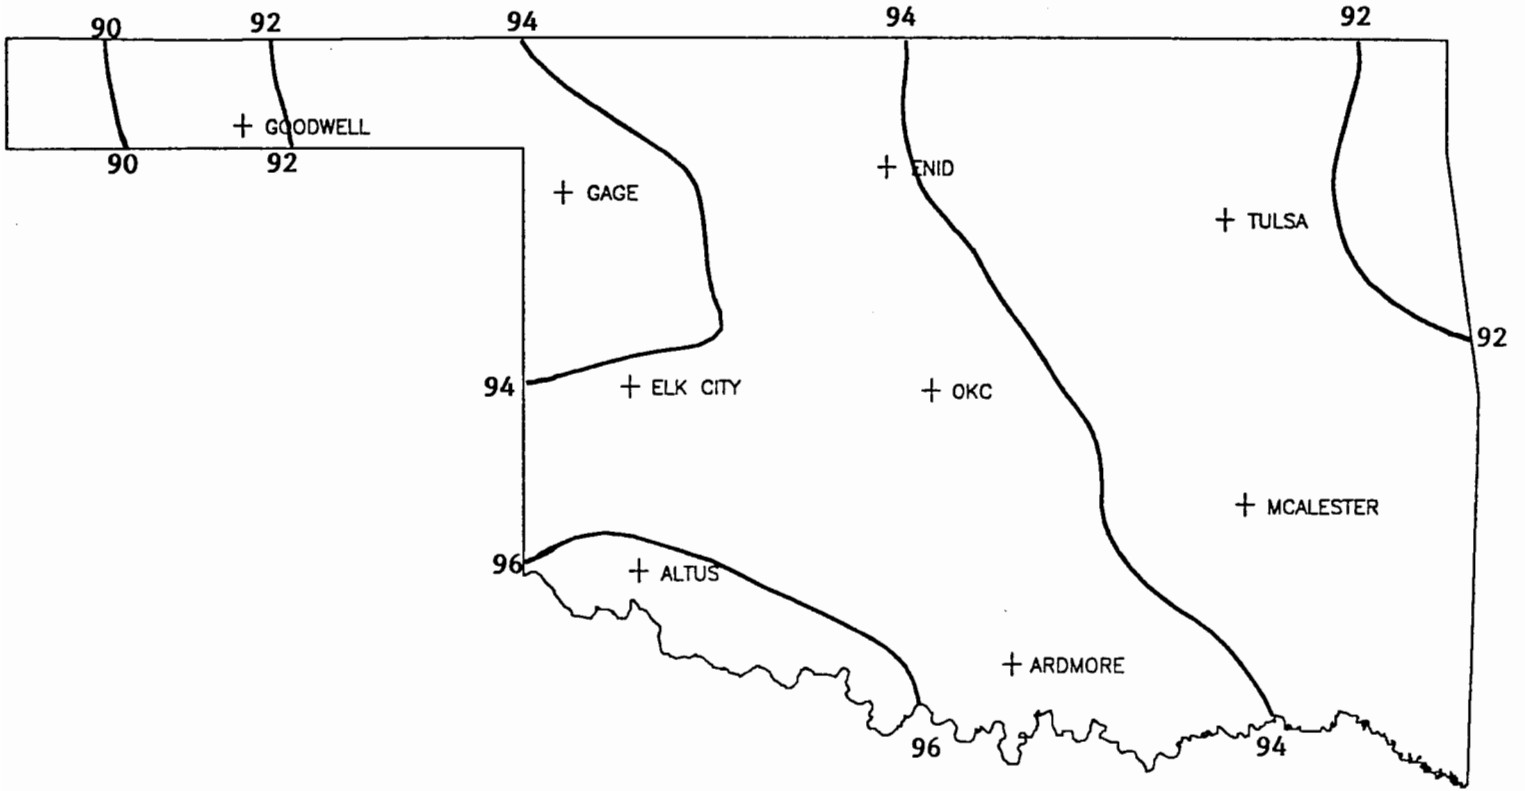 90 92 94 94 92
GOODWELL
90 92
ENID
GAGE
TULSA
92
94 ELK CITY OKC
MCALESTER
96
ALTUS
ARDMORE
96 94